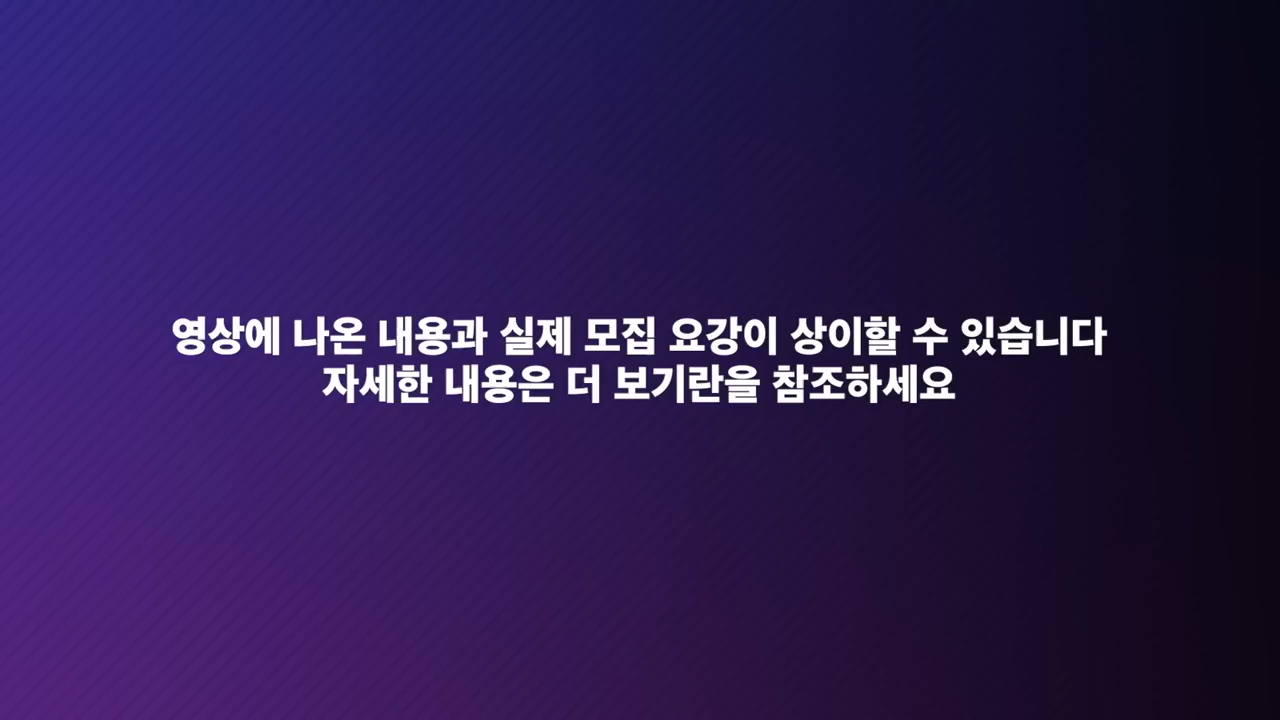 영상에 나온 내용과 실제 모집 요강이 상이할 수 있습니다
자세한 내용은 더 보기란을 참조하세요